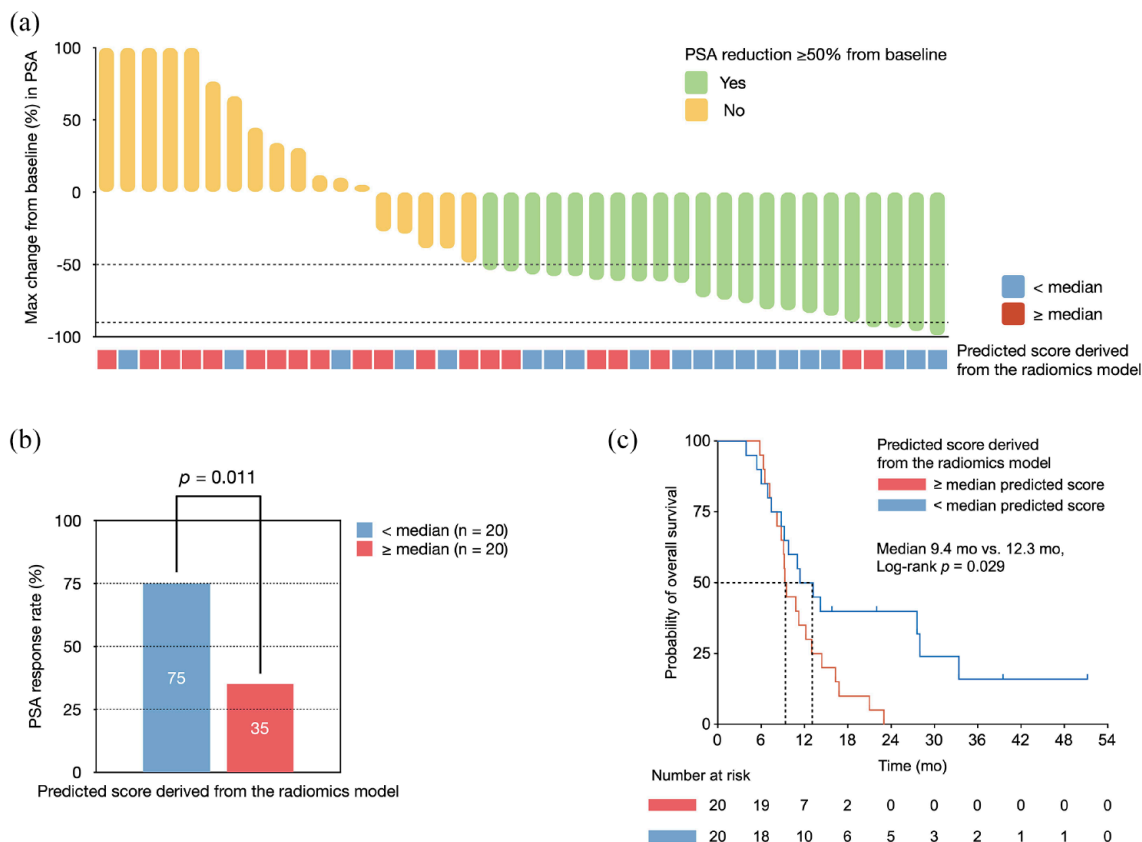 (a)
100
50
0
-50
-100
Max change from baseline (%) in PSA
PSA reduction ≥50% from baseline
Yes
No
< median
≥ median
Predicted score derived
from the radiomics model
(b)
p = 0.011
100
75
50
25
0
PSA response rate (%)
75
35
< median (n = 20)
≥ median (n = 20)
Predicted score derived from the radiomics model
(c)
100
75
50
25
0
Probability of overall survival
Predicted score derived
from the radiomics model
≥ median predicted score
< median predicted score
Median 9.4 mo vs. 12.3 mo,
Log-rank p = 0.029
0 6 12 18 24 30 36 42 48 54
Time (mo)
Number at risk
20 19 7 2 0 0 0 0 0 0
20 18 10 6 5 3 2 1 1 0